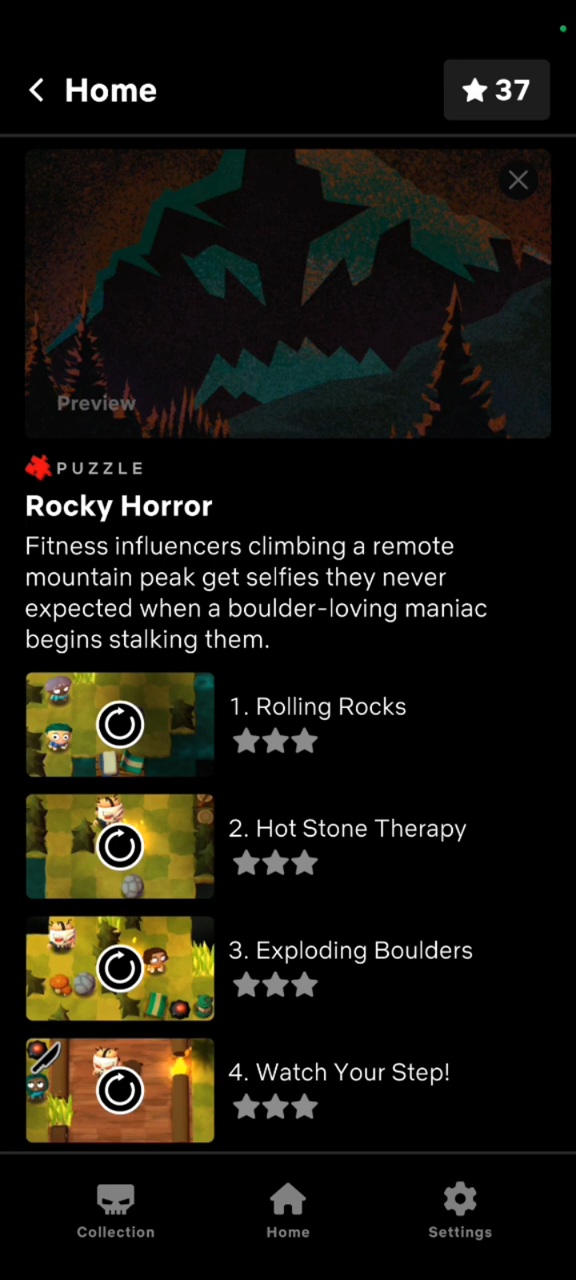 Home
37
Preview
PUZZLE
Rocky Horror
Fitness influencers climbing a remote
mountain peak get selfies they never
expected when a boulder-loving maniac
begins stalking them.
1. Rolling Rocks
2. Hot Stone Therapy
3. Exploding Boulders
4. Watch Your Step!
Collection
Home
Settings